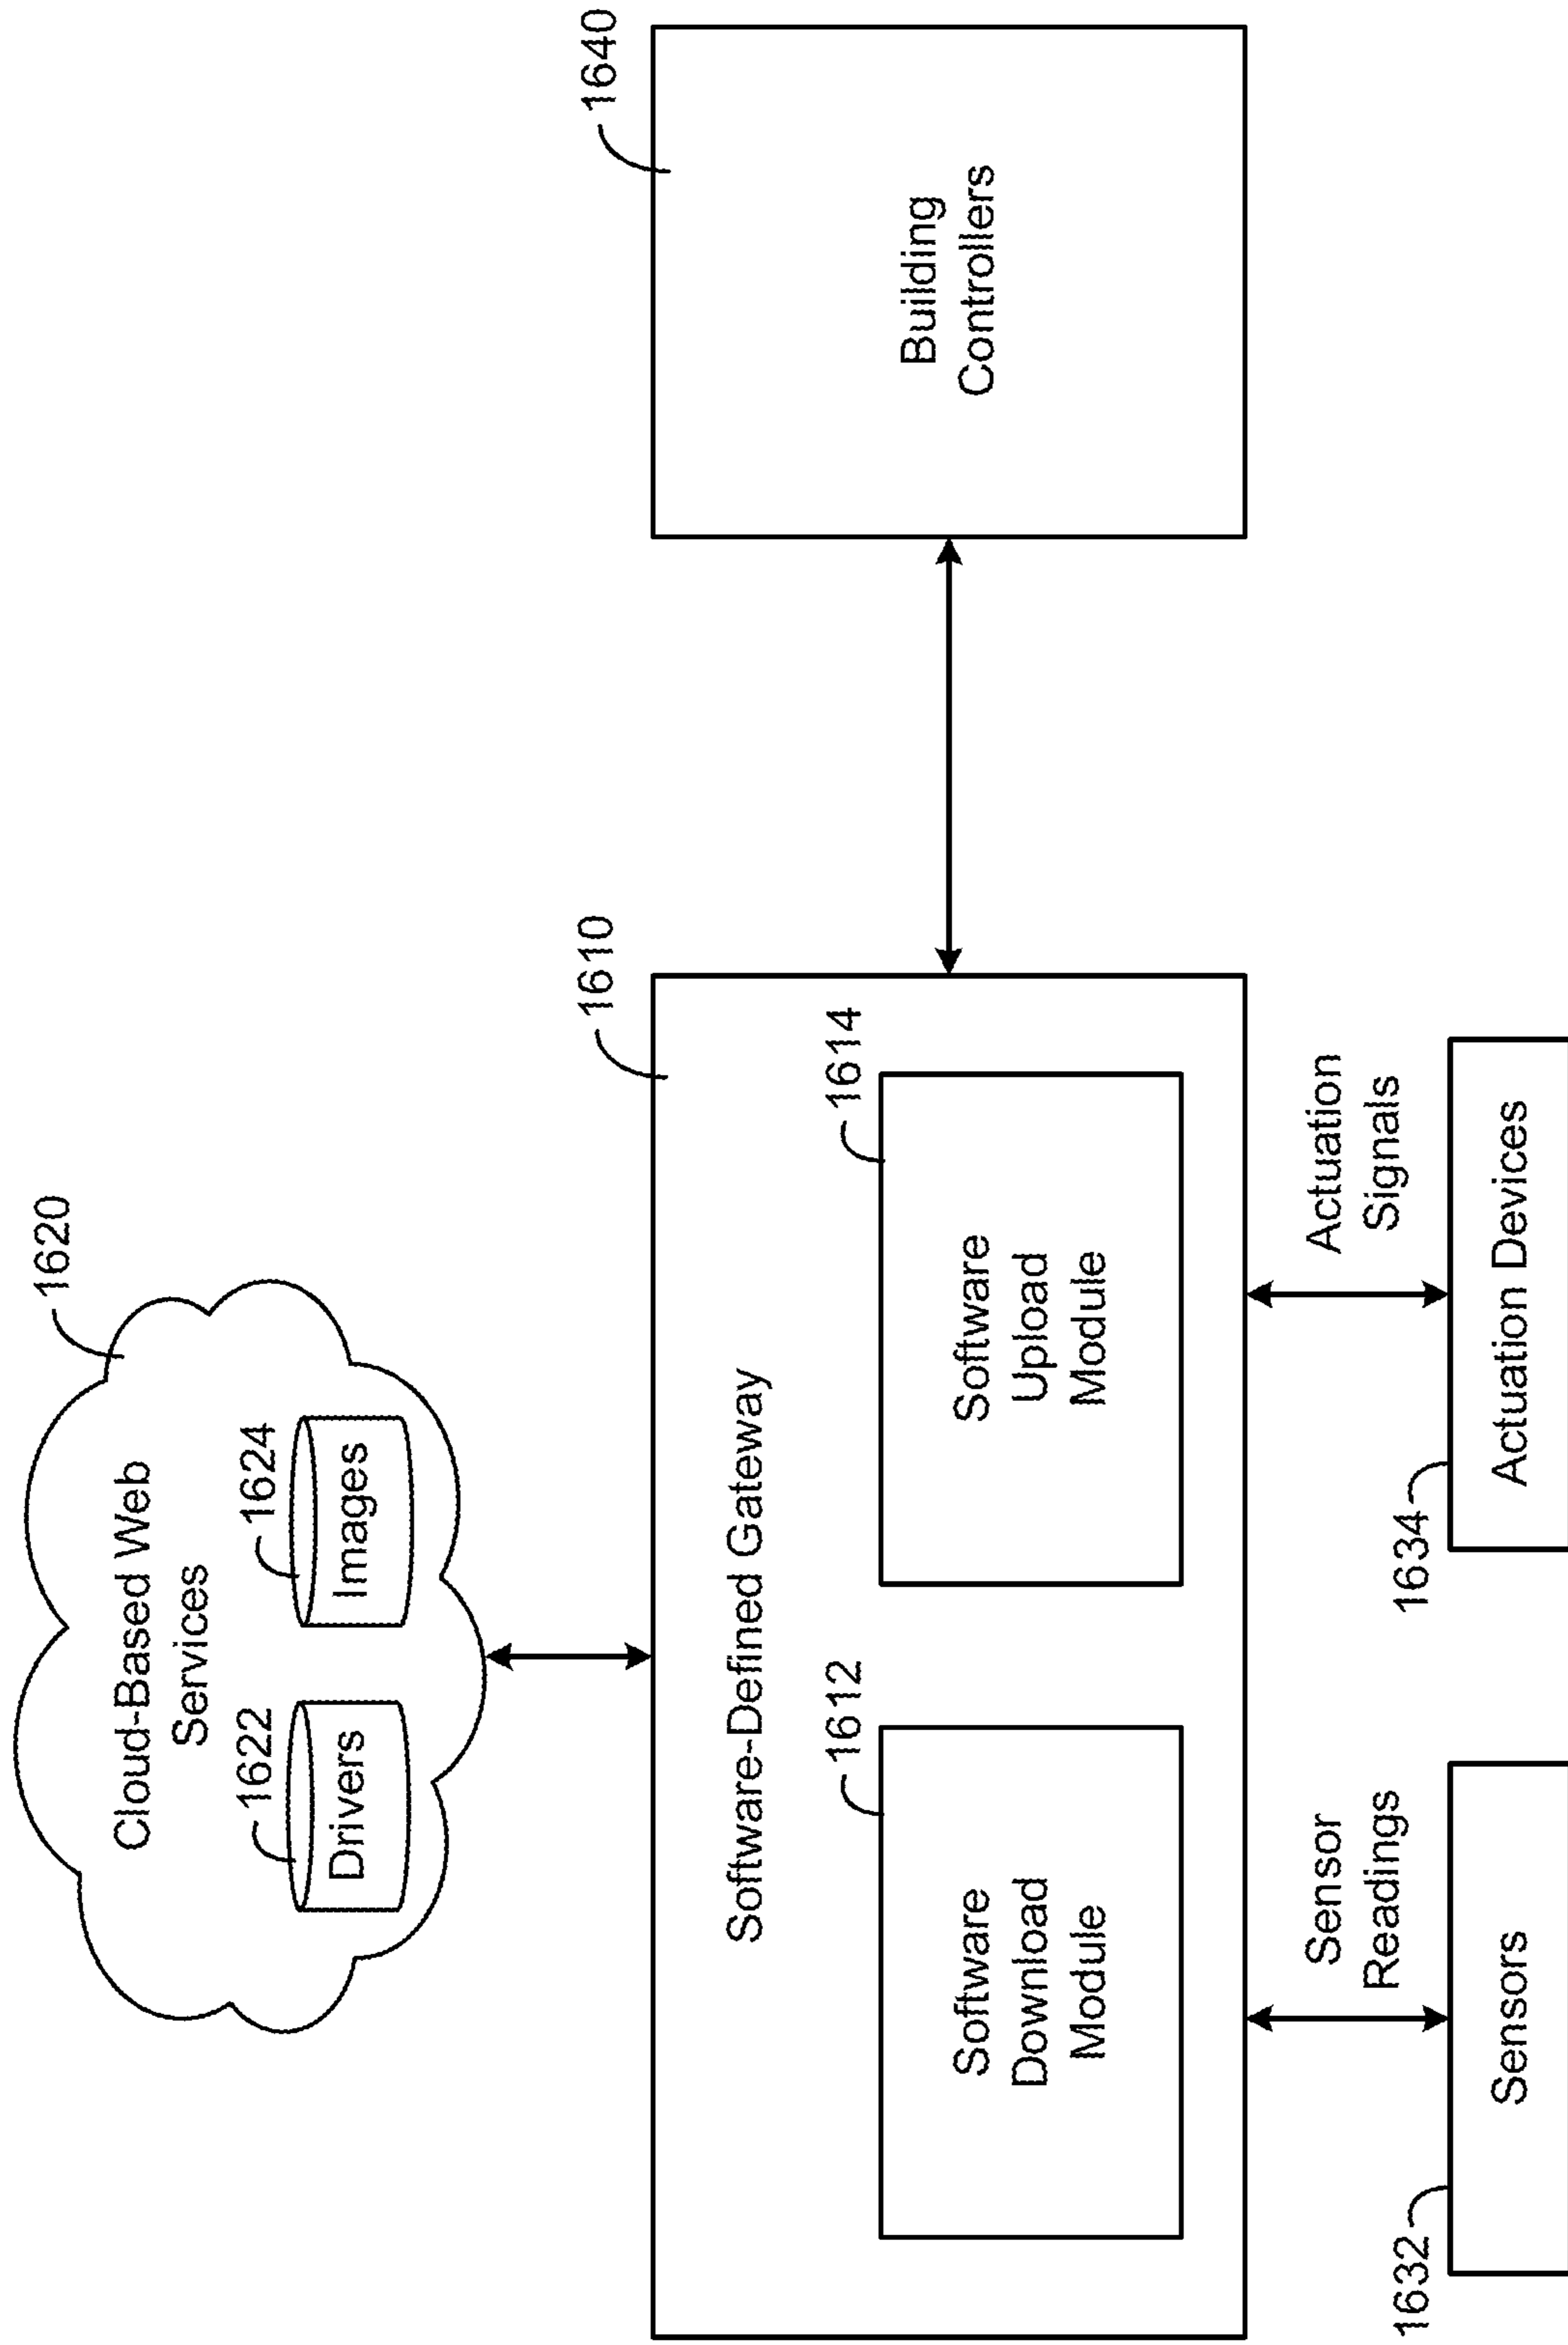 1620
Cloud-Based Web
Services
1622
Drivers
1624
Images
1610
Software-Defined Gateway
1612
Software
Download
Module
1614
Software
Upload
Module
1640
Building
Controllers
Sensor
Readings
Actuation
Signals
1632
Sensors
1634
Actuation Devices